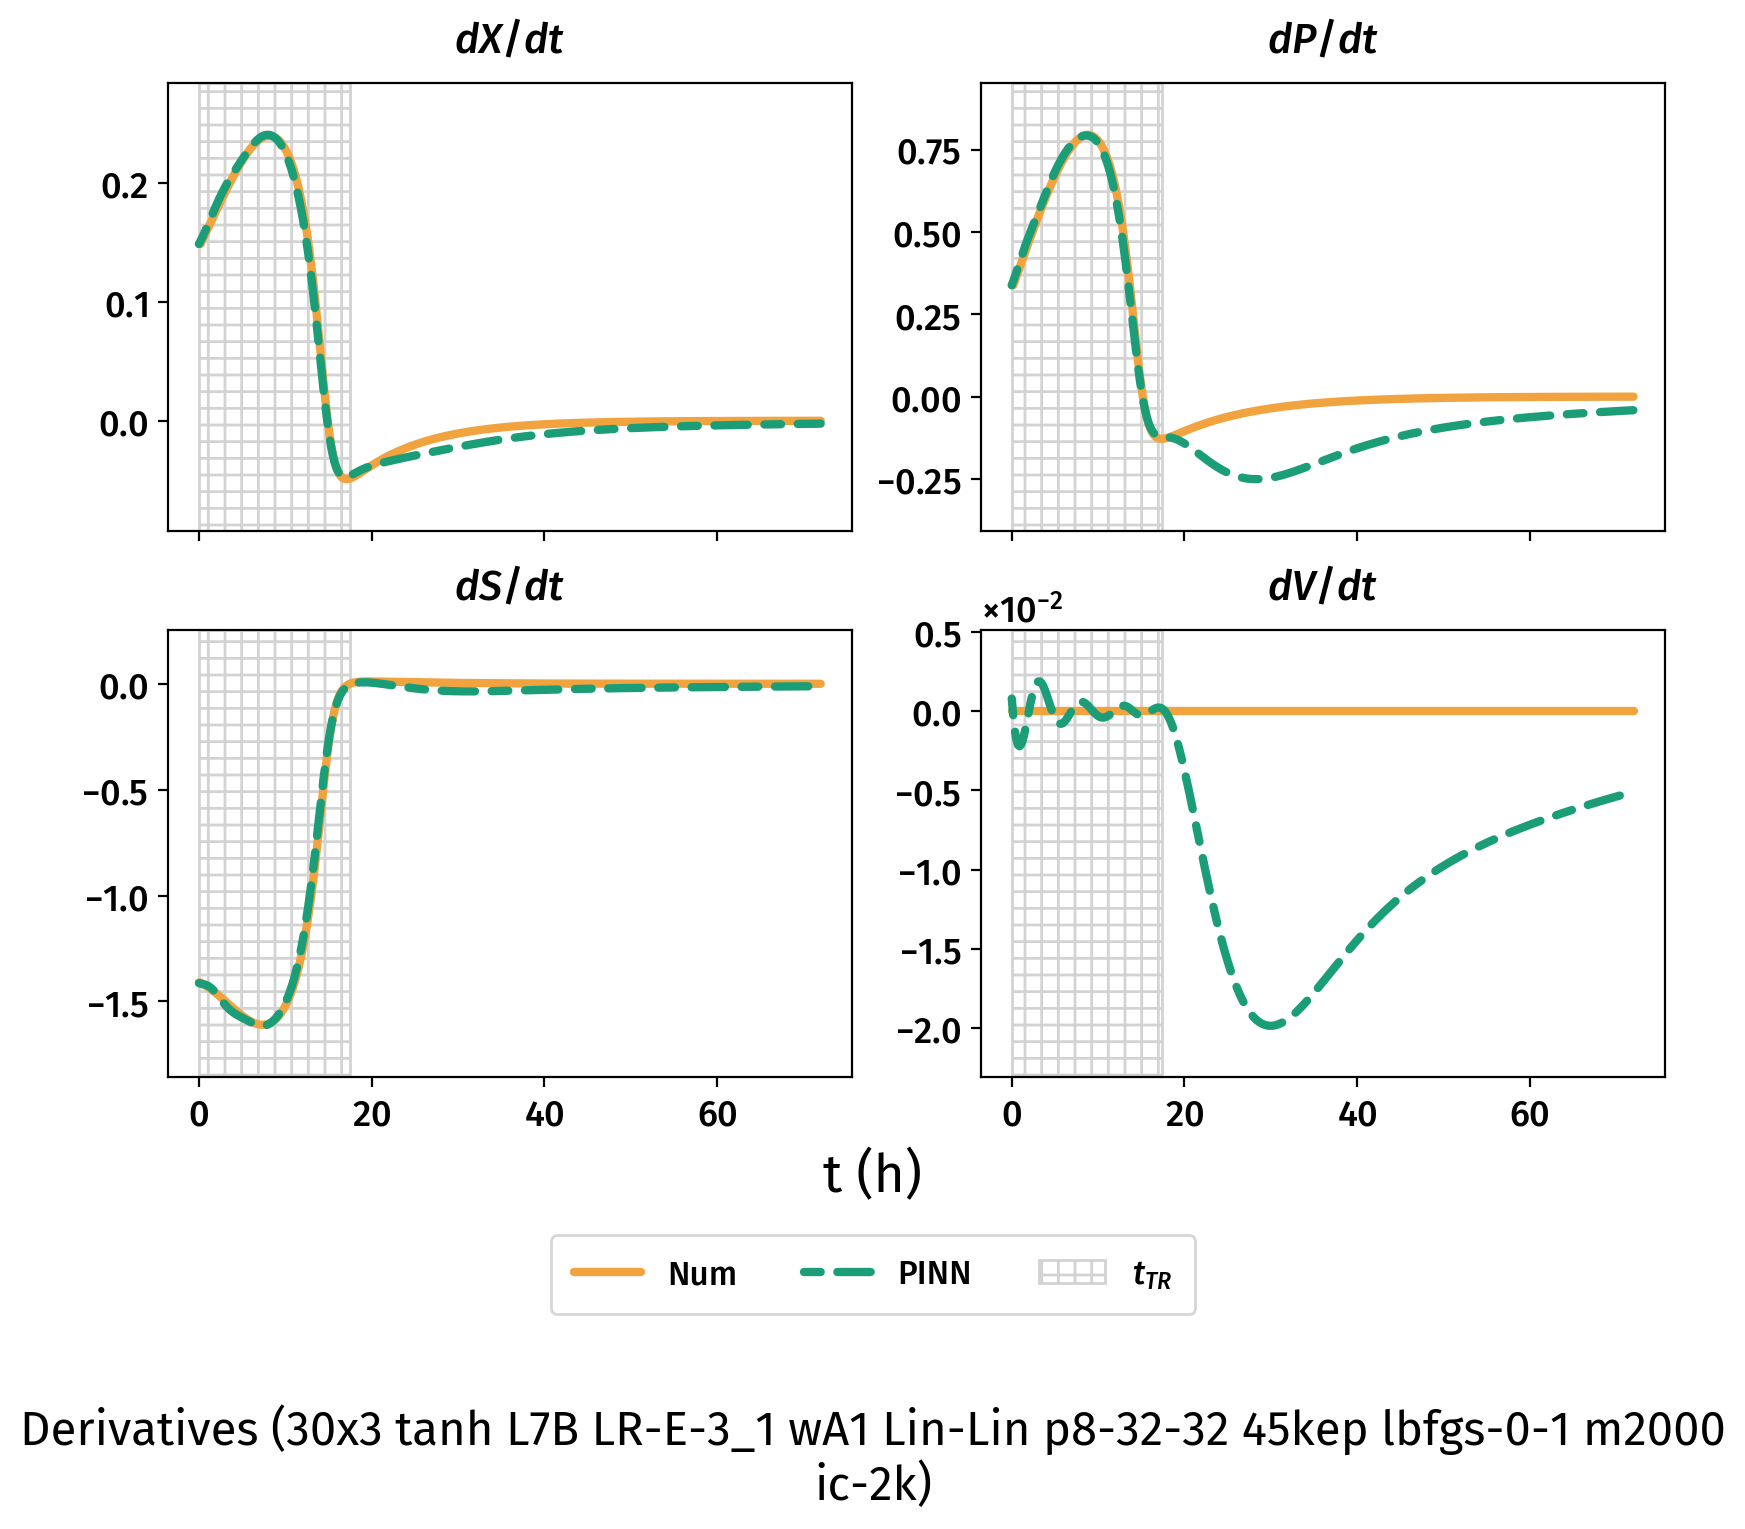 dX/dt
dP/dt
0.2
0.1
0.0
0.75
0.50
0.25
0.00
−0.25
dS/dt
dV/dt
0.0
−0.5
−1.0
−1.5
0 20 40 60
×10⁻²
0.5
0.0
−0.5
−1.0
−1.5
−2.0
0 20 40 60
t (h)
Num PINN t_TR
Derivatives (30x3 tanh L7B LR-E-3_1 wA1 Lin-Lin p8-32-32 45kep lbfgs-0-1 m2000
ic-2k)